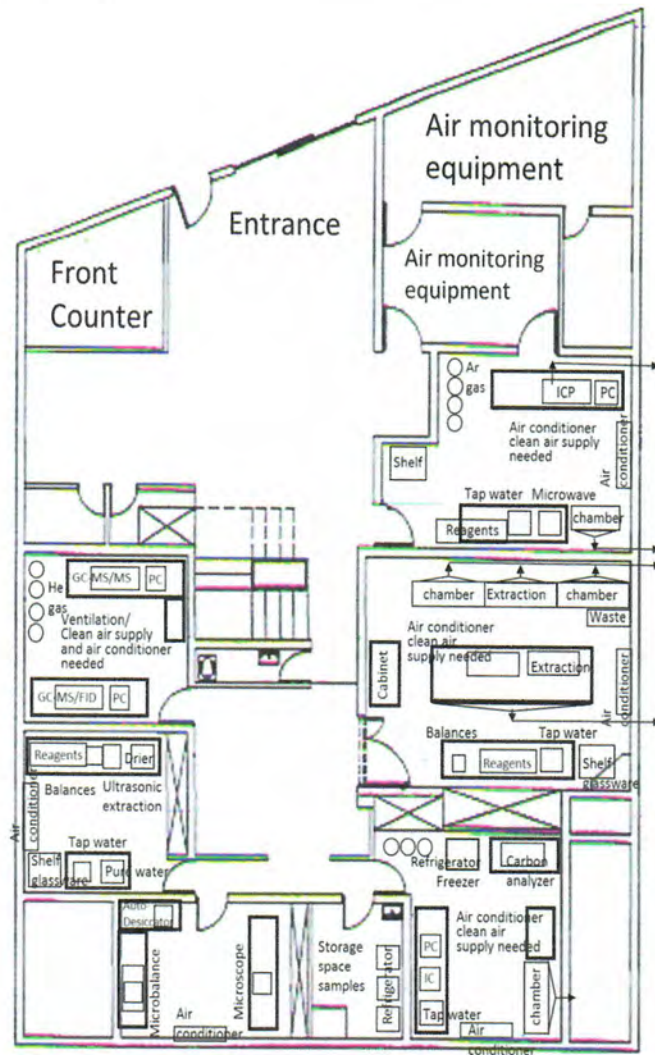 Air monitoring
equipment
Entrance
Air monitoring
equipment
Front
Counter
Ar
gas
ICP
PC
Air conditioner
clean air supply
needed
Air
conditioner
Shelf
Tap water
Microwave
Reagents
chamber
GC-MS/MS
PC
He
gas
Ventilation/
Clean air supply
and air conditioner
needed
GC-MS/FID
PC
chamber
Extraction
chamber
Waste
Air conditioner
clean air
supply needed
Extraction
Cabinet
Air
conditioner
Balances
Tap water
Reagents
Shelf
glassware
Reagents
Drier
Balances
Ultrasonic
extraction
Air
conditioner
Tap water
Shelf
glassware
Pure water
Refrigerator
Freezer
Carbon
analyzer
Auto
Desiccator
Microbalance
Microscope
Air
conditioner
Storage
space
samples
Refrigerator
Air conditioner
clean air
supply needed
PC
IC
Tap water
chamber
Air
conditioner